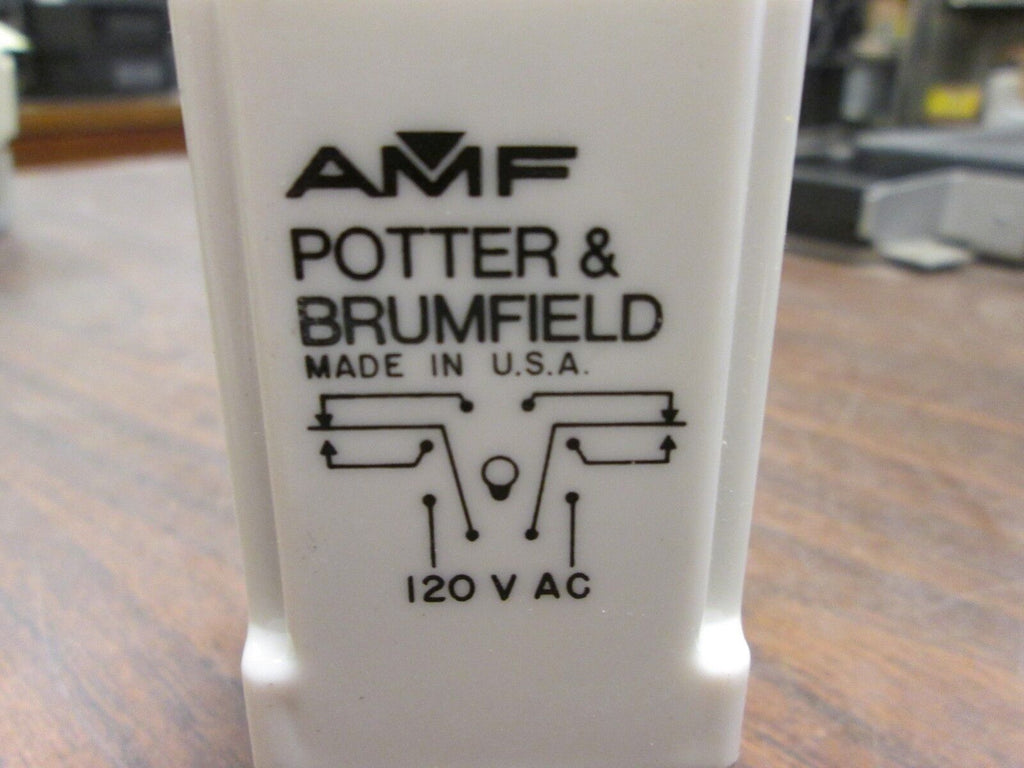 AMF
POTTER &
BRUMFIELD
MADE IN U.S.A.
120 V AC